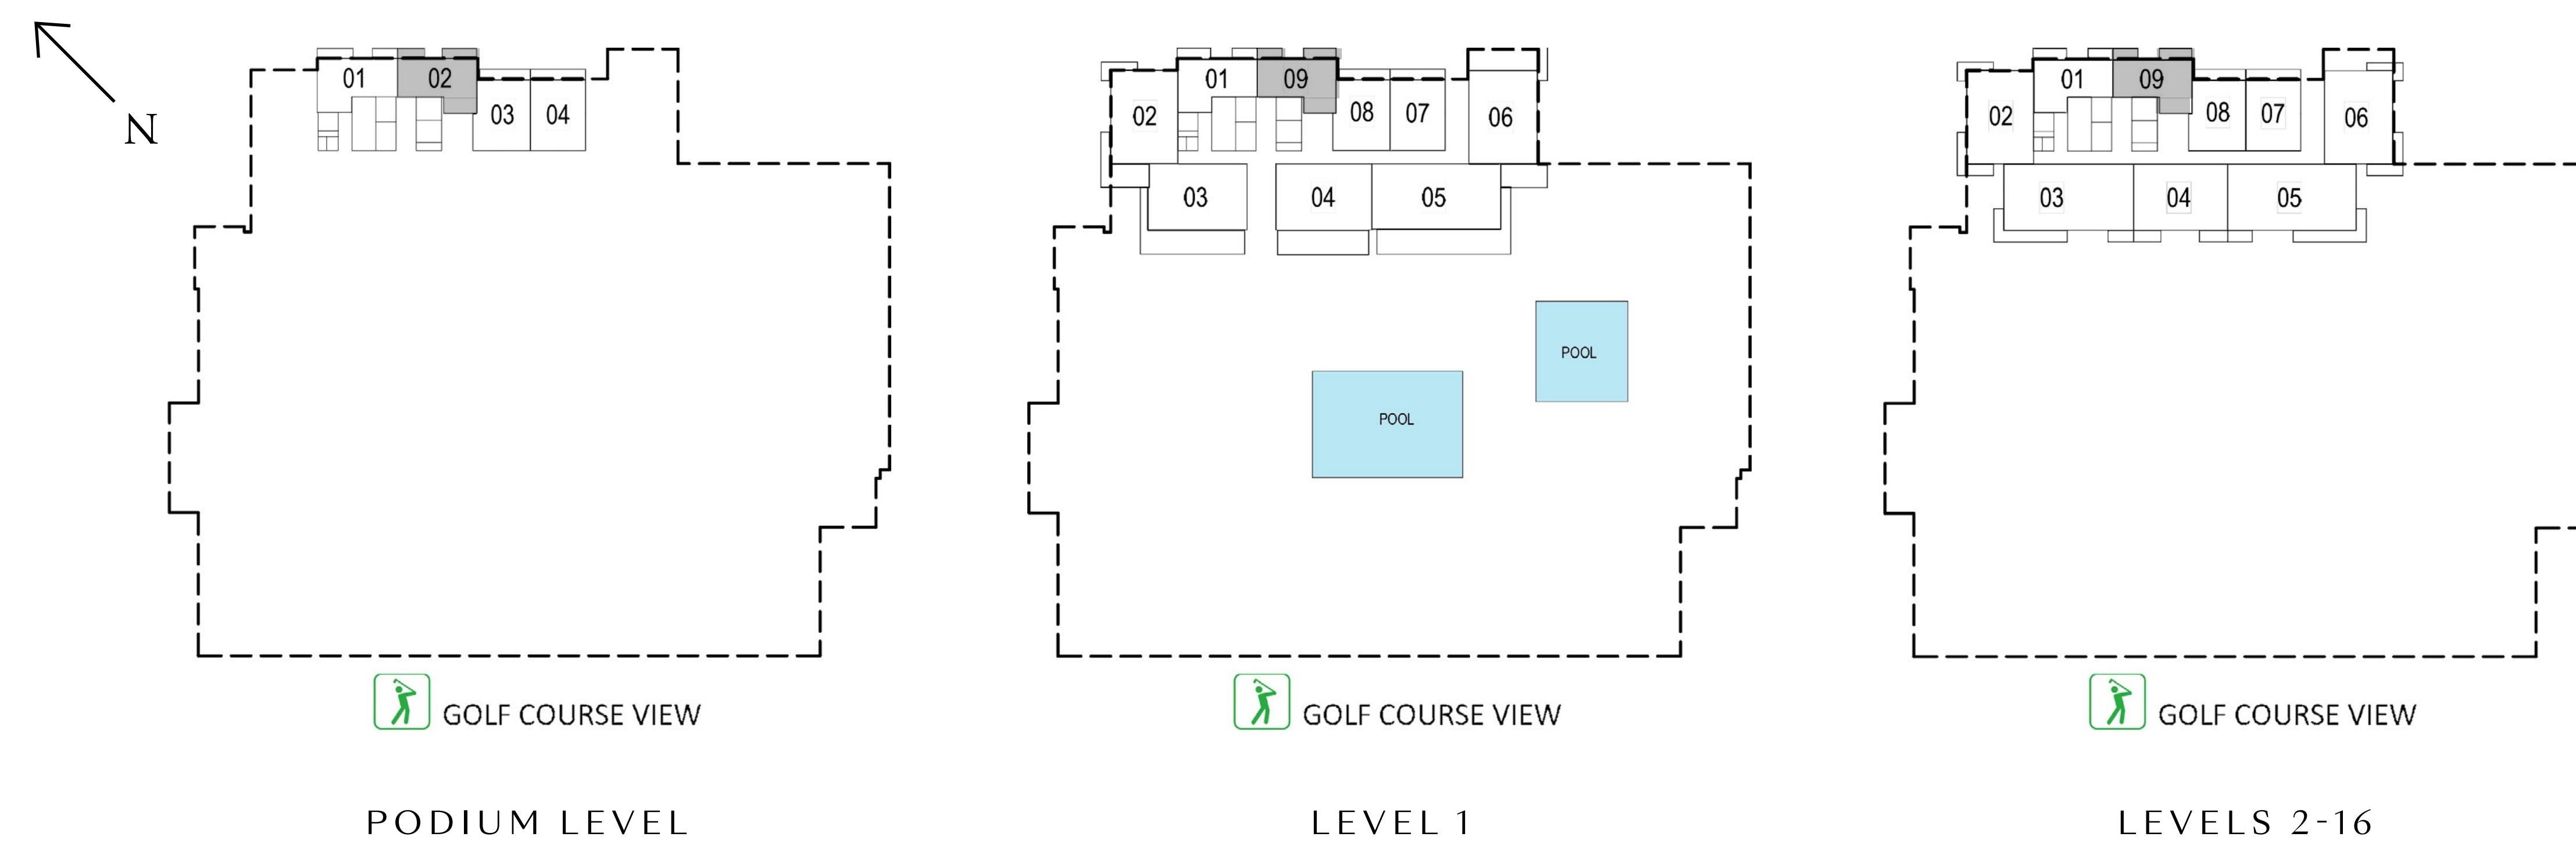 N
01 02 03 04
GOLF COURSE VIEW
PODIUM LEVEL
01 09
02 08 07 06
03 04 05
POOL
POOL
GOLF COURSE VIEW
LEVEL 1
01 09
02 08 07 06
03 04 05
GOLF COURSE VIEW
LEVELS 2-16